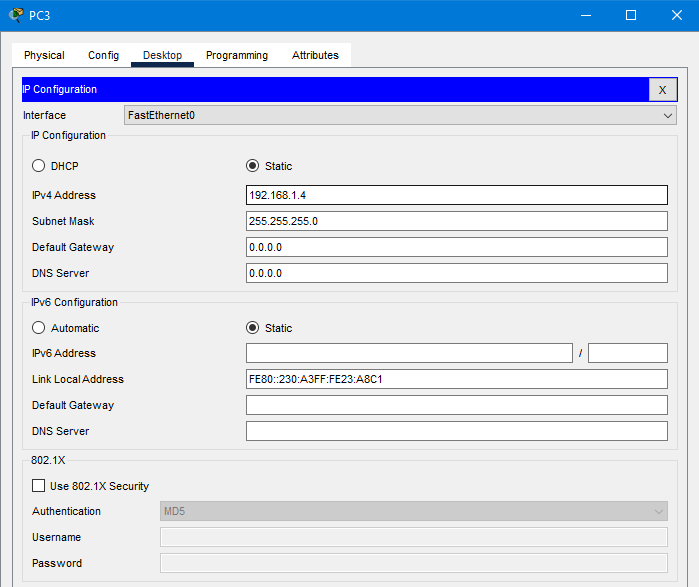 PC3
Physical Config Desktop Programming Attributes
IP Configuration X
Interface FastEthernet0
IP Configuration
DHCP Static
IPv4 Address 192.168.1.4
Subnet Mask 255.255.255.0
Default Gateway 0.0.0.0
DNS Server 0.0.0.0
IPv6 Configuration
Automatic Static
IPv6 Address /
Link Local Address FE80::230:A3FF:FE23:A8C1
Default Gateway
DNS Server
802.1X
Use 802.1X Security
Authentication MD5
Username
Password